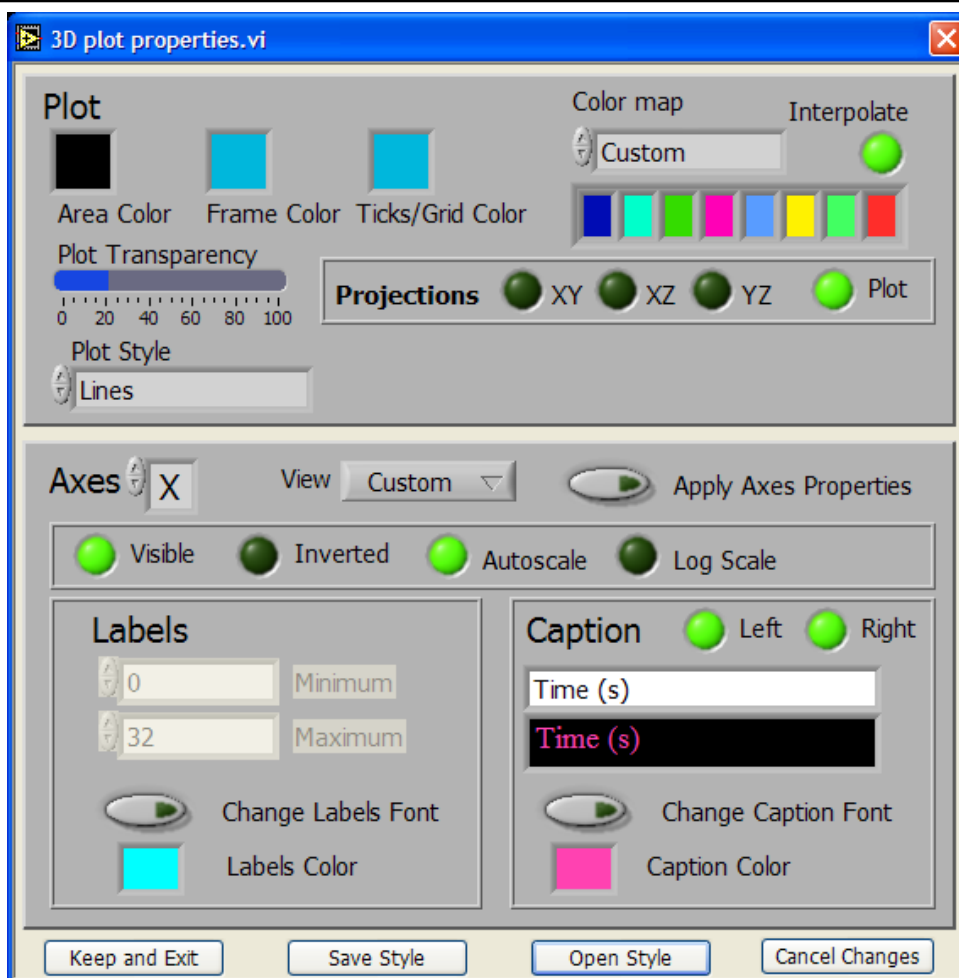 3D plot properties.vi
Plot
Color map
Interpolate
Custom
Area Color Frame Color Ticks/Grid Color
Plot Transparency
0 20 40 60 80 100
Projections XY XZ YZ Plot
Plot Style
Lines
Axes X View Custom Apply Axes Properties
Visible Inverted Autoscale Log Scale
Labels
0 Minimum
32 Maximum
Change Labels Font
Labels Color
Caption Left Right
Time (s)
Time (s)
Change Caption Font
Caption Color
Keep and Exit Save Style Open Style Cancel Changes